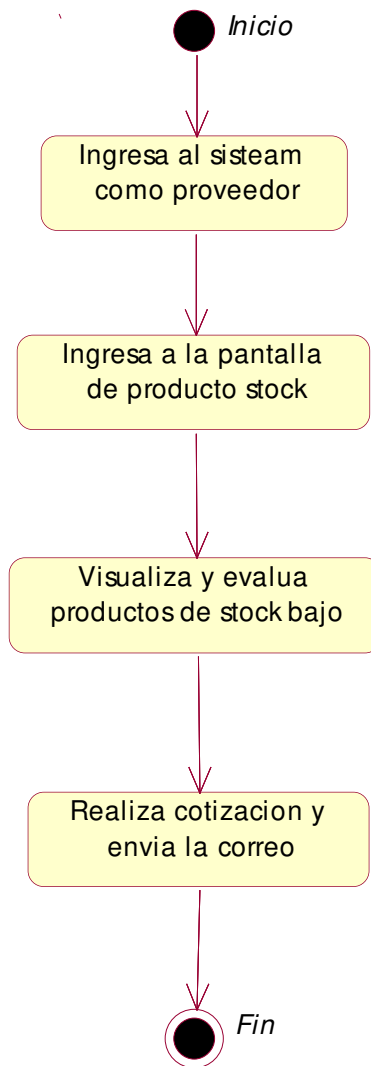 Inicio
Ingresa al sisteam
como proveedor
Ingresa a la pantalla
de producto stock
Visualiza y evalua
productos de stock bajo
Realiza cotizacion y
envia la correo
Fin